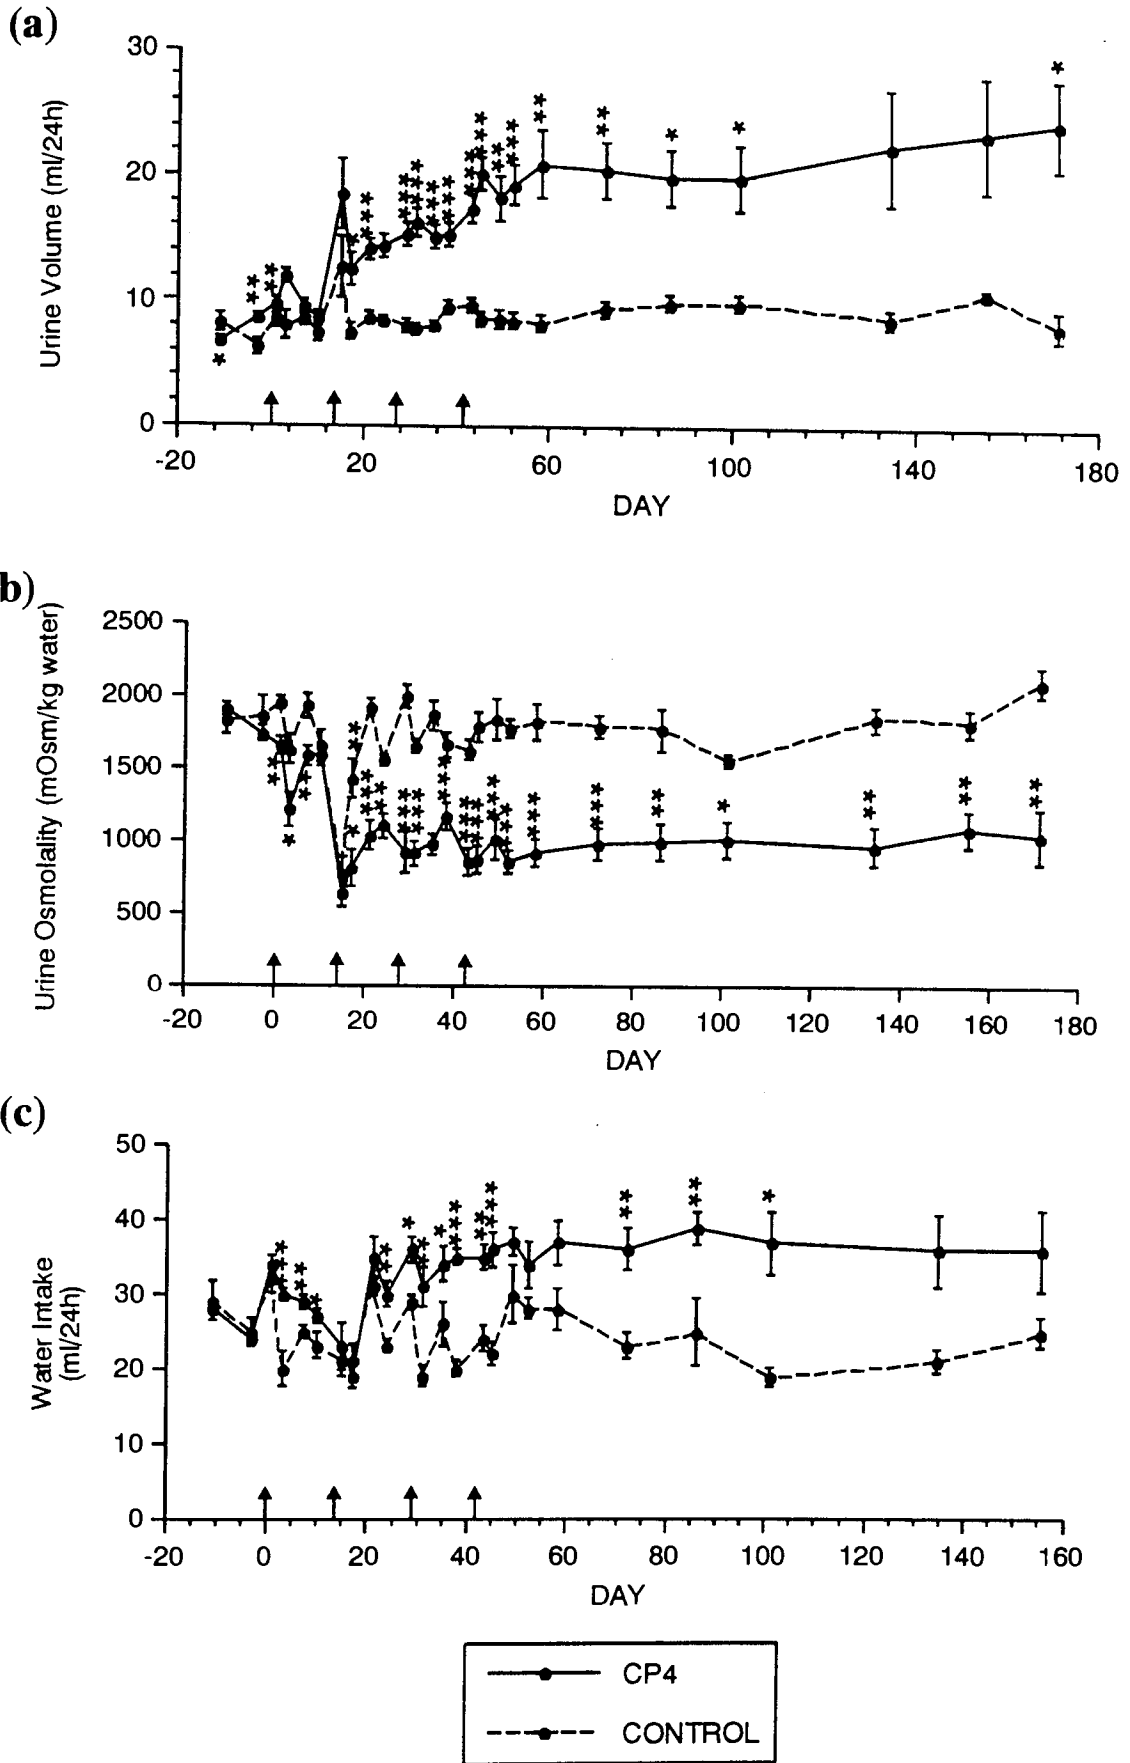 (a)
Urine Volume (ml/24h)
30
20
10
0
-20 20 60 100 140 180
DAY
b)
Urine Osmolality (mOsm/kg water)
2500
2000
1500
1000
500
0
-20 0 20 40 60 80 100 120 140 160 180
DAY
(c)
Water Intake
(ml/24h)
50
40
30
20
10
0
-20 0 20 40 60 80 100 120 140 160
DAY
CP4
CONTROL